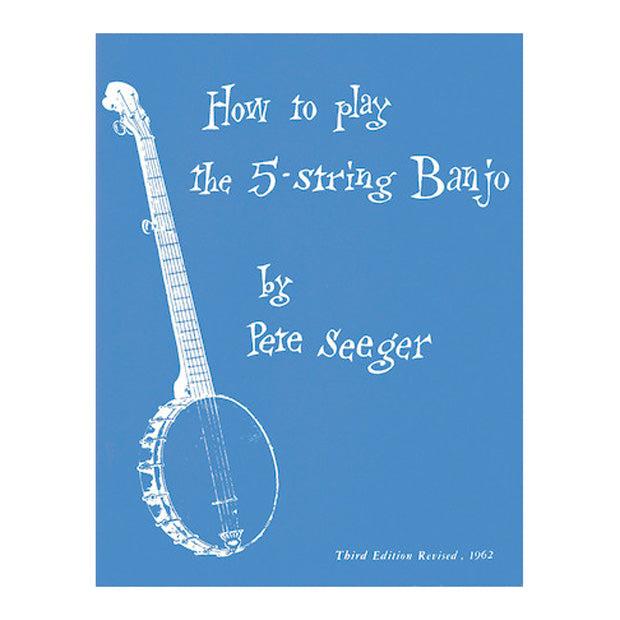 How to play
the 5-string Banjo
by
Pete Seeger
Third Edition Revised, 1962